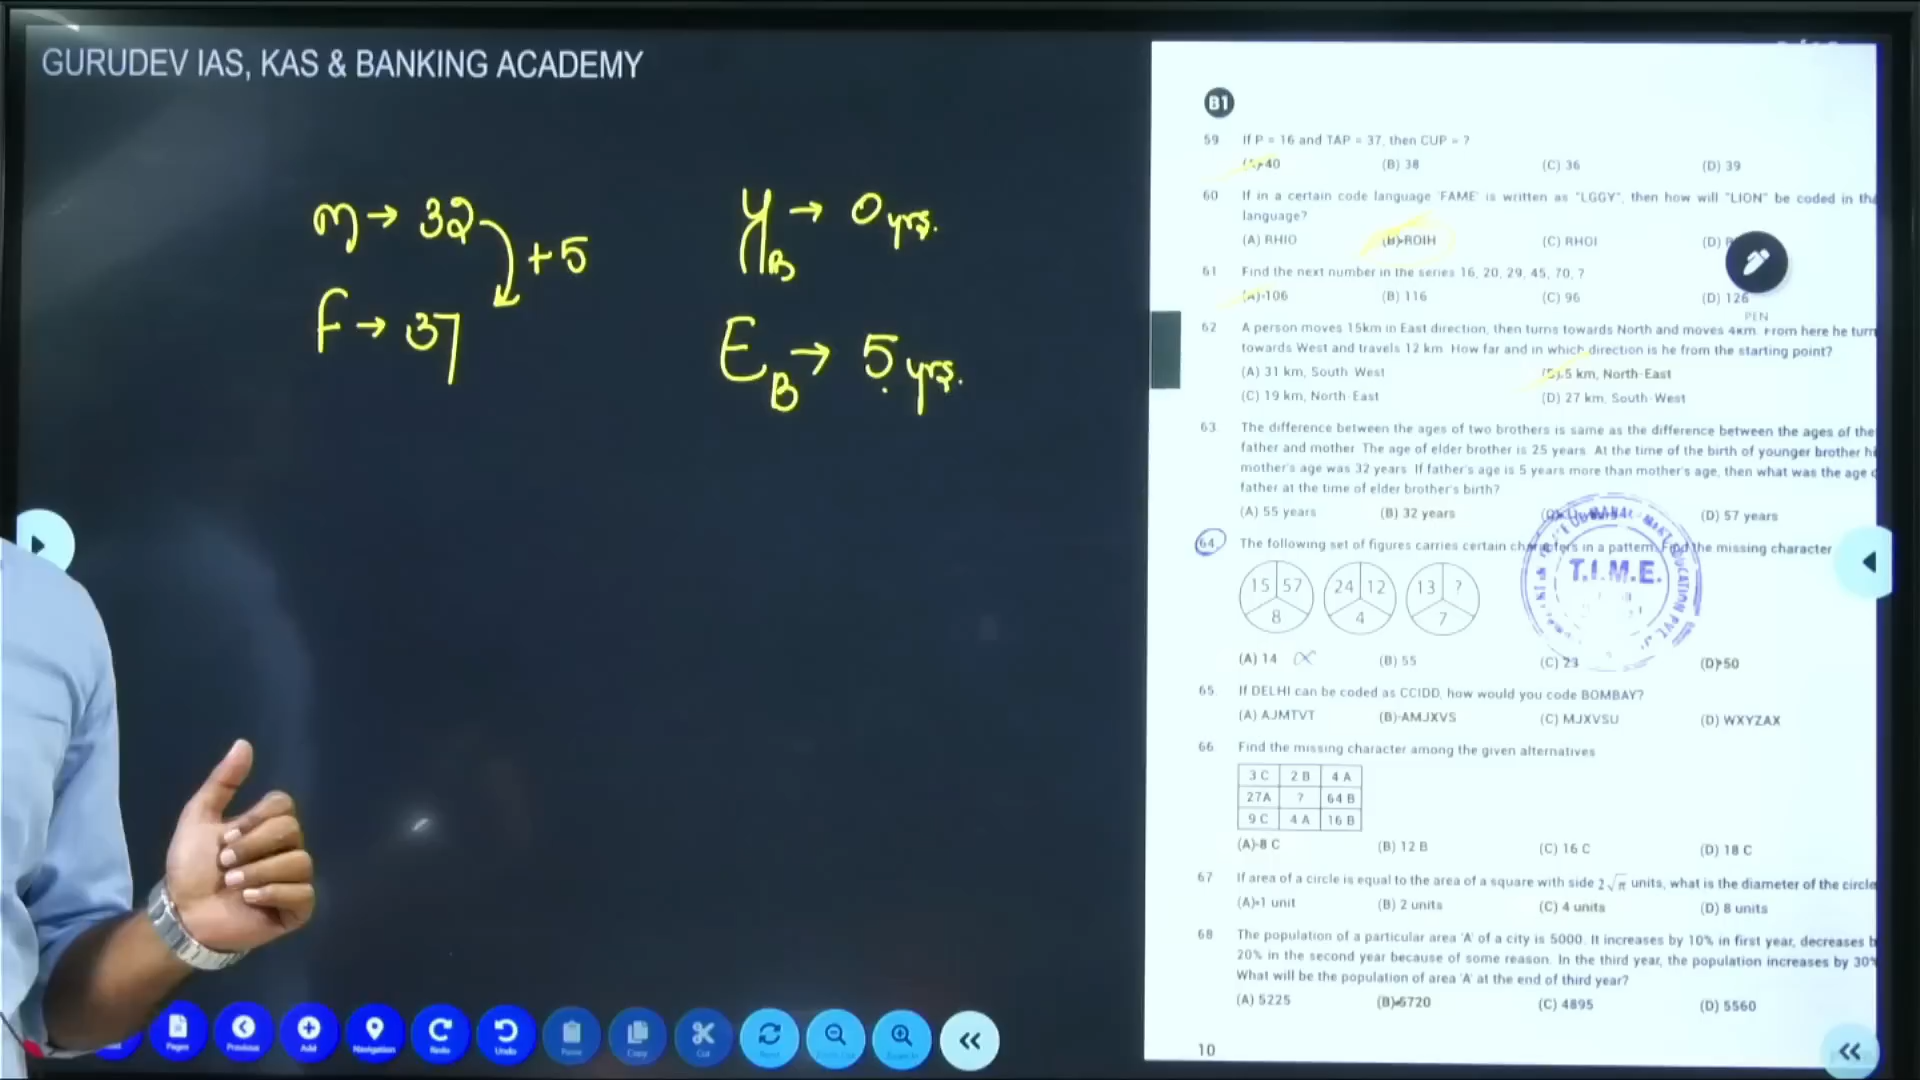 GURUDEV IAS, KAS & BANKING ACADEMY
m → 32
+5
F → 37
y B → 0 yrs.
E B → 5 yrs.
B1
59 If P = 16 and TAP = 37, then CUP = ?
40 (B) 38 (C) 36 (D) 39
60 If in a certain code language 'FAME' is written as "LGGY", then how will "LION" be coded in
language?
(A) RHIO (B) ROIH (C) RHOI (D)
61 Find the next number in the series 16, 20, 29, 45, 70, ?
(A) 106 (B) 116 (C) 96 (D) 126
PEN
62 A person moves 15km in East direction, then turns towards North and moves 4km. From here he turn
towards West and travels 12 km. How far and in which direction is he from the starting point?
(A) 31 km, South West 5 km, North-East
(C) 19 km, North-East (D) 27 km, South-West
63 The difference between the ages of two brothers is same as the difference between the ages of the
father and mother. The age of elder brother is 25 years. At the time of the birth of younger brother
mother's age was 32 years. If father's age is 5 years more than mother's age, then what was the age
father at the time of elder brother's birth?
(A) 55 years (B) 32 years (D) 57 years
64 The following set of figures carries certain characters in a pattern. Find the missing character
15 57 24 12 13 ?
8 4 7
T.I.M.E.
(A) 14 (B) 55 (C) 23 (D) 50
65. If DELHI can be coded as CCIDD, how would you code BOMBAY?
(A) AJMTVT (B) AMJXVS (C) MJXVSU (D) WXYZAX
66 Find the missing character among the given alternatives
3 C 2 B 4 A
27A ? 64 B
9 C 4 A 16 B
(A) 8 C (B) 12 B (C) 16 C (D) 18 C
67 If area of a circle is equal to the area of a square with side 2√π units, what is the diameter of the circle
(A) 1 unit (B) 2 units (C) 4 units (D) 8 units
68 The population of a particular area 'A' of a city is 5000. It increases by 10% in first year, decreases
20% in the second year because of some reason. In the third year, the population increases by 30%
What will be the population of area 'A' at the end of third year?
(A) 5225 (B) 5720 (C) 4895 (D) 5560
10
Pages Previous Add Navigation Redo Undo Paste Copy Cut